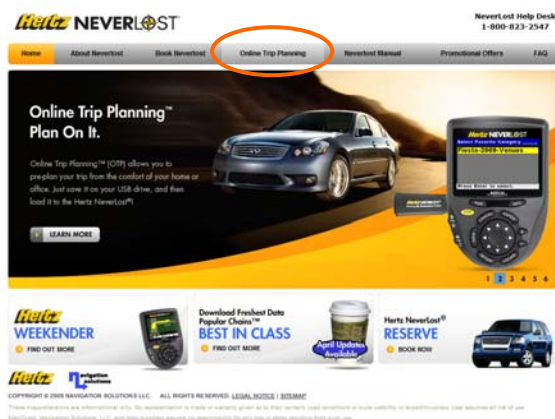 Hertz NEVERLOST
NeverLost Help Desk
1-800-823-2547
Home About Neverlost Book Neverlost Online Trip Planning Neverlost Manual Promotional Offers FAQ
Online Trip Planning™
Plan On It.
Online Trip Planning™ (OTP) allows you to
pre-plan your trip from the comfort of your home or
office. Just save it on your USB drive, and then
load it to the Hertz NeverLost®!
LEARN MORE
Hertz NEVERLOST
Select Favorite Category
Fiesta-2009-Venues
Press Enter to select.
1 2 3 4 5 6
Hertz
WEEKENDER
FIND OUT MORE
Download Freshest Data
Popular Chains™
BEST IN CLASS
FIND OUT MORE
April Updates
Available
Hertz NeverLost®
RESERVE
BOOK NOW
Hertz navigation
solutions
COPYRIGHT © 2009 NAVIGATION SOLUTIONS LLC. ALL RIGHTS RESERVED. LEGAL NOTICE | SITEMAP